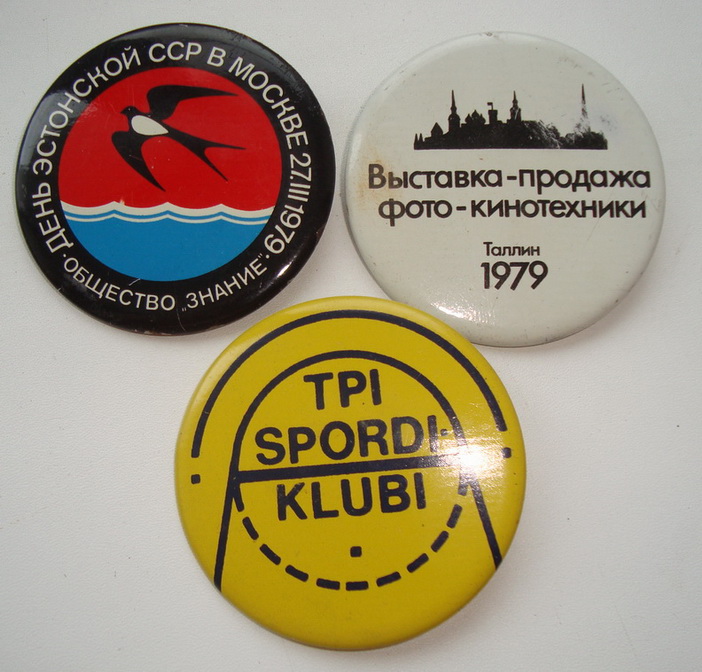 ДЕНЬ ЭСТОНСКОЙ ССР В МОСКВЕ 27.III.1979.
· ОБЩЕСТВО „ЗНАНИЕ" ·
Выставка-продажа
фото-кинотехники
Таллин
1979
TPI
SPORDI-
KLUBI